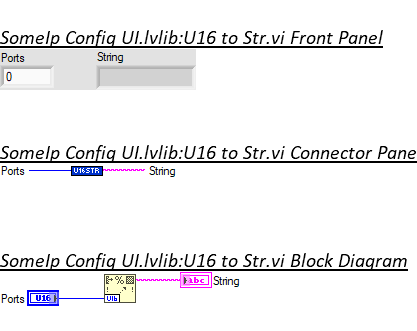 SomeIp Config UI.lvlib:U16 to Str.vi Front Panel
Ports String
0
SomeIp Config UI.lvlib:U16 to Str.vi Connector Pane
Ports U16STR String
SomeIp Config UI.lvlib:U16 to Str.vi Block Diagram
abc String
Ports U16 U16